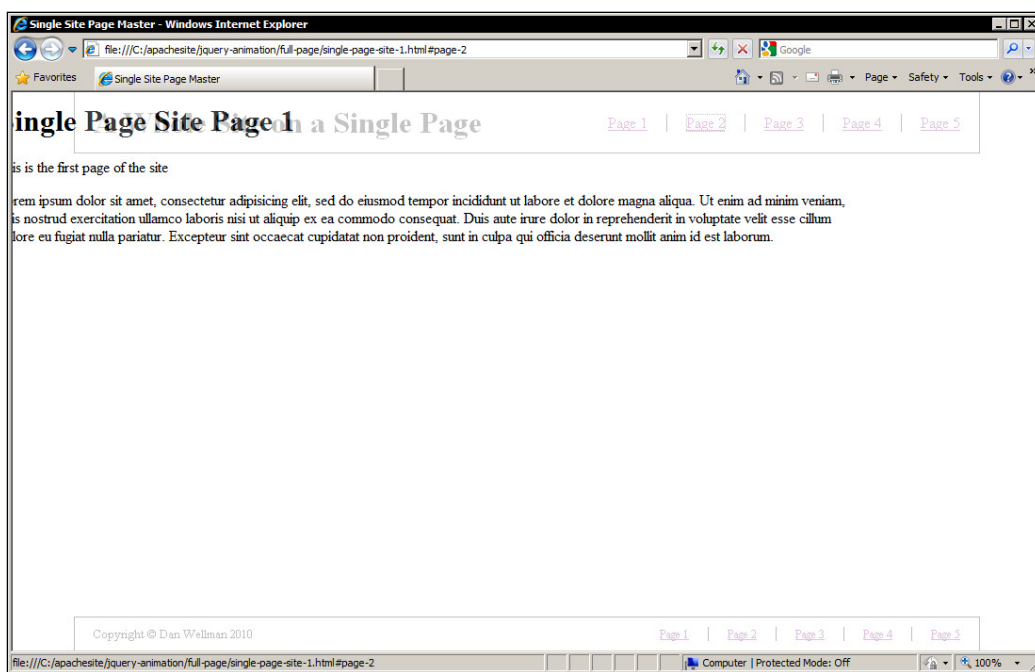 Single Site Page Master - Windows Internet Explorer
file:///C:/apachesite/jquery-animation/full-page/single-page-site-1.html#page-2
Google
Favorites
Single Site Page Master
Page
Safety
Tools
»
ingle Page Site Page 1
on a Single Page
Page 1 | Page 2 | Page 3 | Page 4 | Page 5
is is the first page of the site
rem ipsum dolor sit amet, consectetur adipisicing elit, sed do eiusmod tempor incididunt ut labore et dolore magna aliqua. Ut enim ad minim veniam,
is nostrud exercitation ullamco laboris nisi ut aliquip ex ea commodo consequat. Duis aute irure dolor in reprehenderit in voluptate velit esse cillum
lore eu fugiat nulla pariatur. Excepteur sint occaecat cupidatat non proident, sunt in culpa qui officia deserunt mollit anim id est laborum.
Copyright © Dan Wellman 2010
Page 1 | Page 2 | Page 3 | Page 4 | Page 5
file:///C:/apachesite/jquery-animation/full-page/single-page-site-1.html#page-2
Computer | Protected Mode: Off
100%